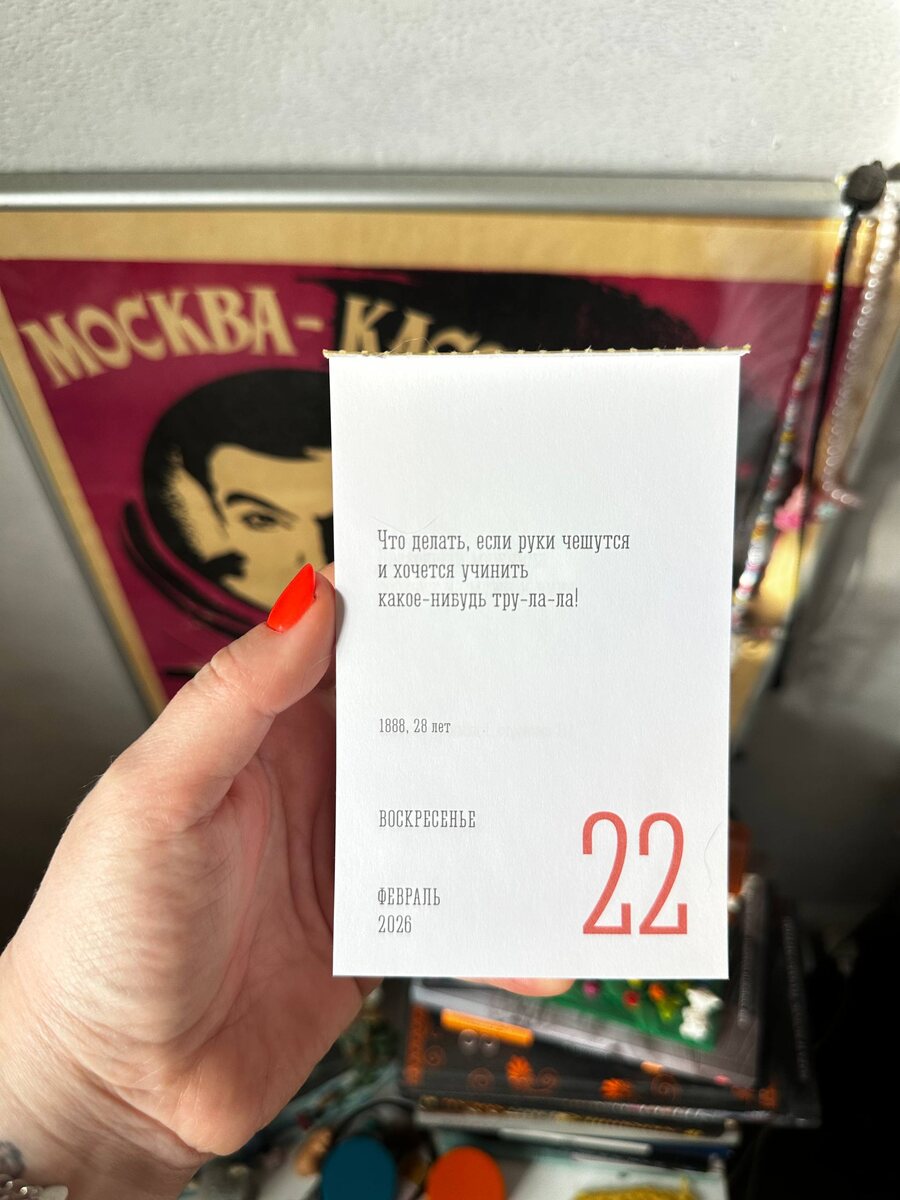 МОСКВА-
Что делать, если руки чешутся
и хочется учинить
какое-нибудь тру-ла-ла!
1888, 28 лет
ВОСКРЕСЕНЬЕ
22
ФЕВРАЛЬ
2026